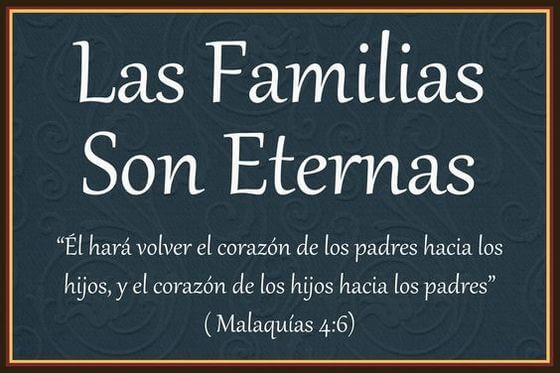 Las Familias
Son Eternas
“Él hará volver el corazón de los padres hacia los
hijos, y el corazón de los hijos hacia los padres”
( Malaquías 4:6)